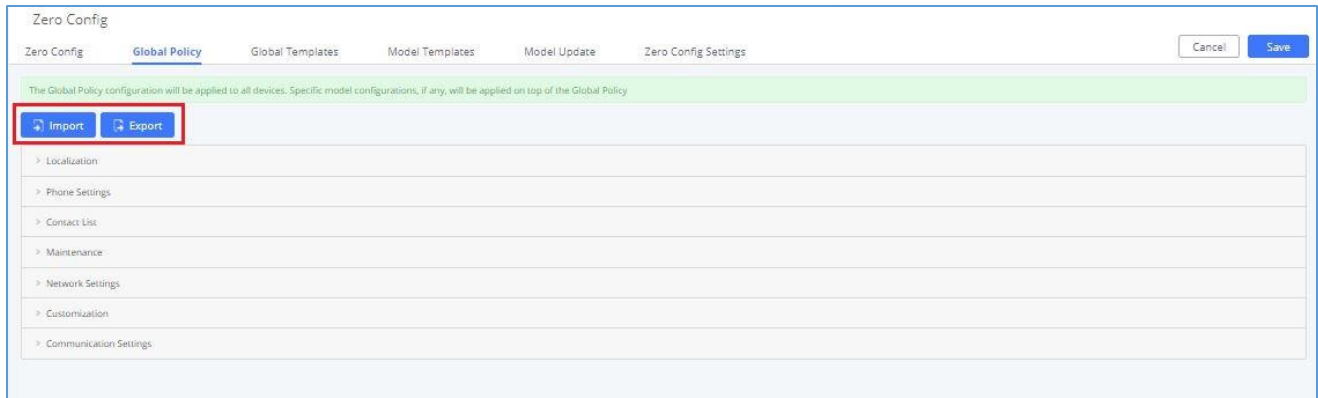 Zero Config
Zero Config Global Policy Global Templates Model Templates Model Update Zero Config Settings Cancel Save
The Global Policy configuration will be applied to all devices. Specific model configurations, if any, will be applied on top of the Global Policy
Import Export
> Localization
> Phone Settings
> Contact List
> Maintenance
> Network Settings
> Customization
> Communication Settings